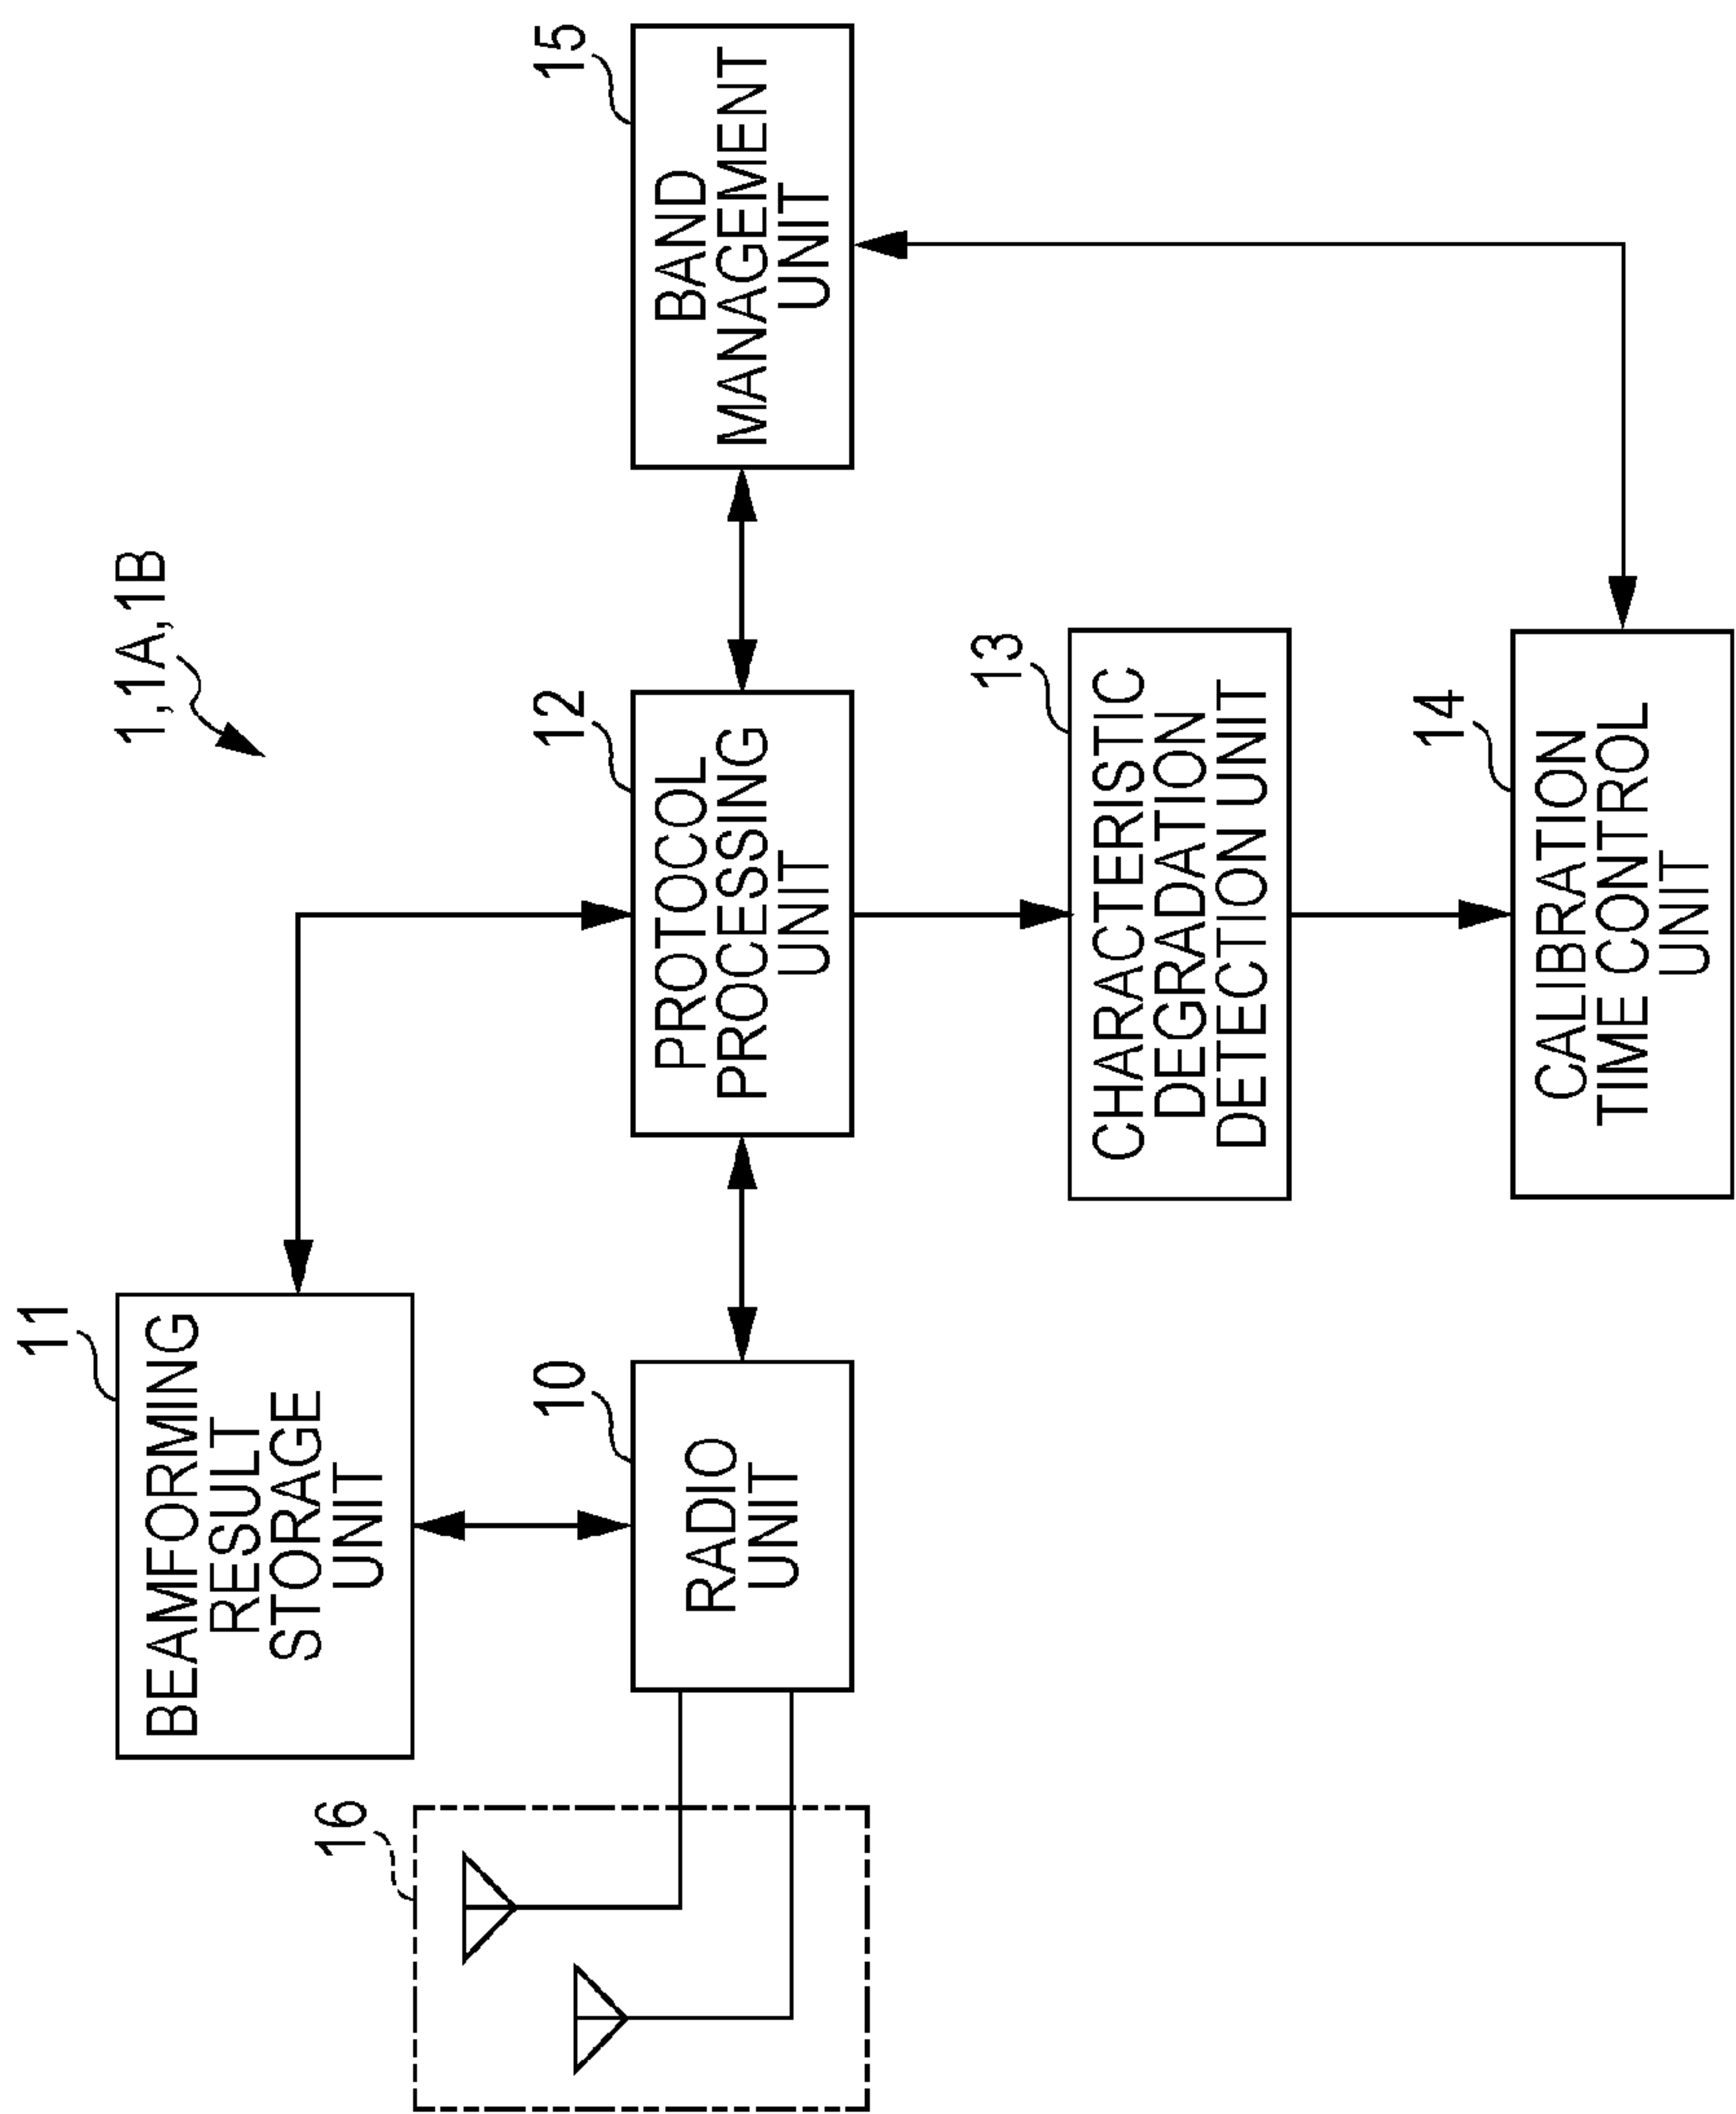 1,1A,1B
11
BEAMFORMING
RESULT
STORAGE
UNIT
16
10
RADIO
UNIT
12
PROTOCOL
PROCESSING
UNIT
15
BAND
MANAGEMENT
UNIT
13
CHARACTERISTIC
DEGRADATION
DETECTION UNIT
14
CALIBRATION
TIME CONTROL
UNIT